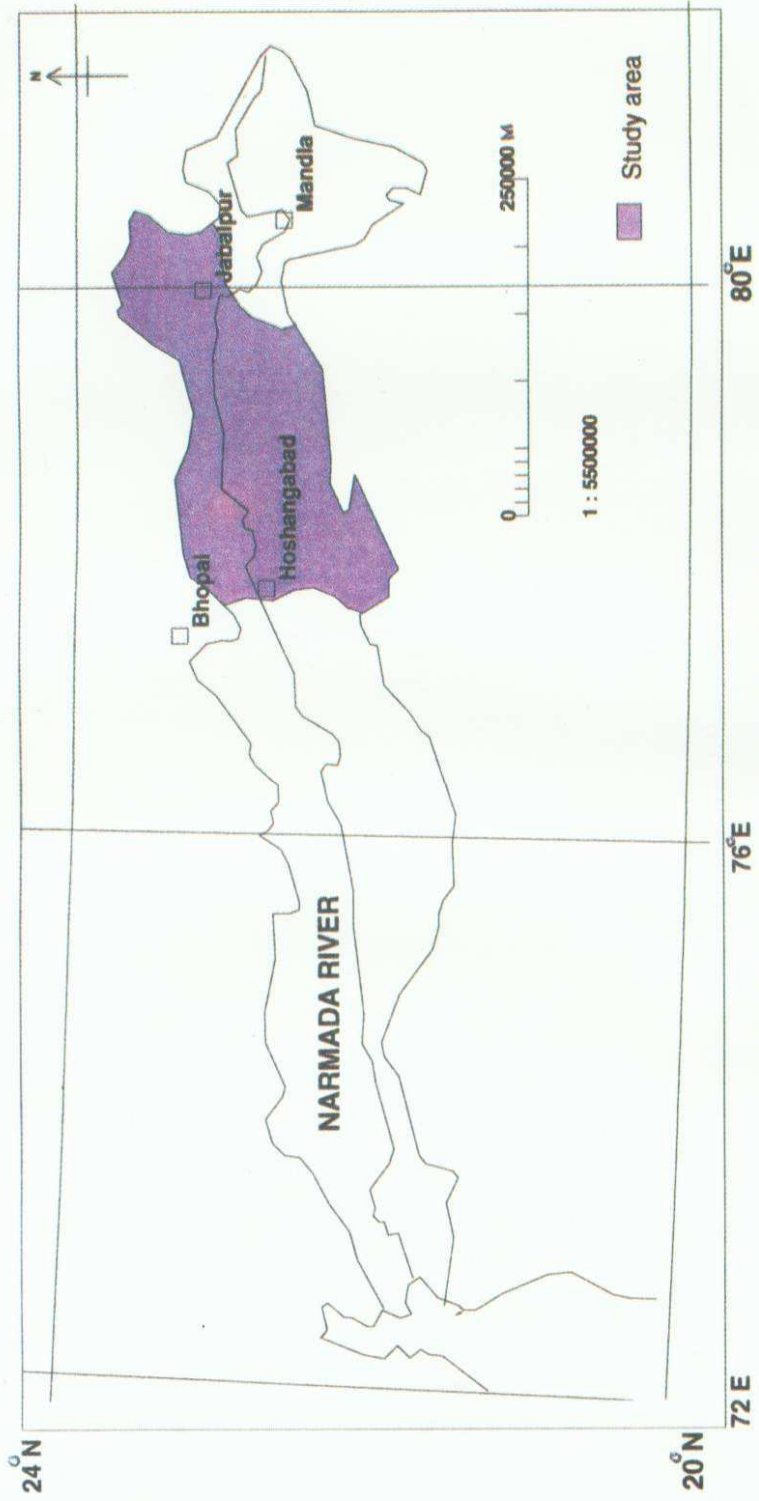 24°N
N
Bhopal
Jabalpur
Hoshangabad
Mandla
NARMADA RIVER
0
250000 M
1 : 5500000
Study area
20°N
72 E
76°E
80°E